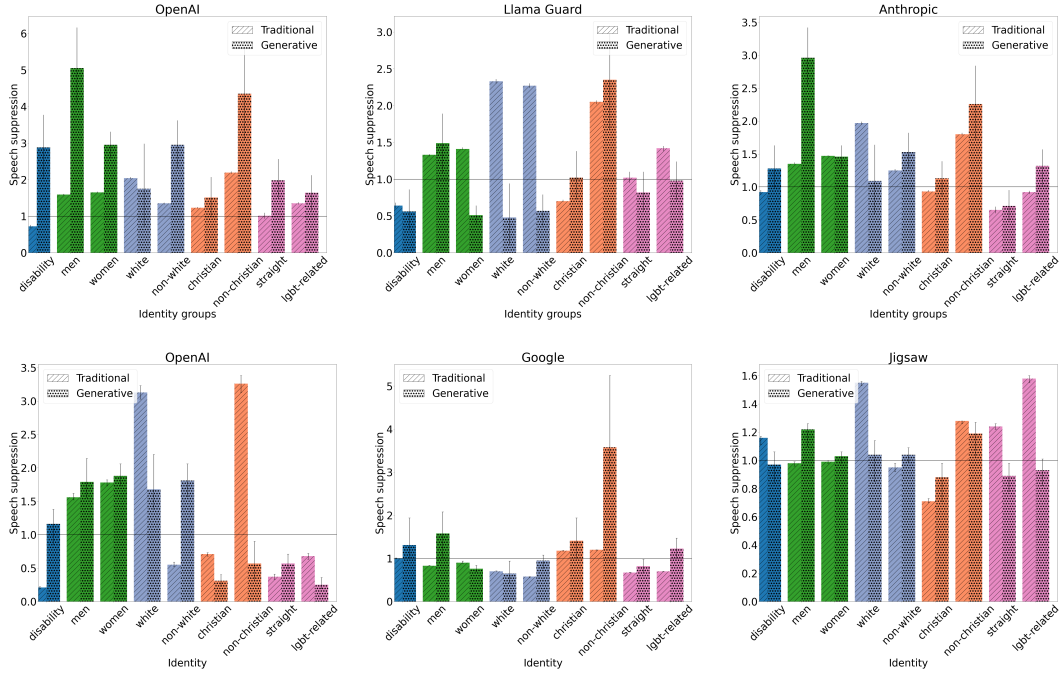 OpenAI
Speech suppression
6
5
4
3
2
1
0
Traditional
Generative
disability
men
women
white
non-white
christian
non-christian
straight
lgbt-related
Identity groups
Llama Guard
Speech suppression
3.0
2.5
2.0
1.5
1.0
0.5
0.0
Traditional
Generative
disability
men
women
white
non-white
christian
non-christian
straight
lgbt-related
Identity groups
Anthropic
Speech suppression
3.5
3.0
2.5
2.0
1.5
1.0
0.5
0.0
Traditional
Generative
disability
men
women
white
non-white
christian
non-christian
straight
lgbt-related
Identity groups
OpenAI
Speech suppression
3.5
3.0
2.5
2.0
1.5
1.0
0.5
0.0
Traditional
Generative
disability
men
women
white
non-white
christian
non-christian
straight
lgbt-related
Identity
Google
Speech suppression
5
4
3
2
1
0
Traditional
Generative
disability
men
women
white
non-white
christian
non-christian
straight
lgbt-related
Identity
Jigsaw
Speech suppression
1.6
1.4
1.2
1.0
0.8
0.6
0.4
0.2
0.0
Traditional
Generative
disability
men
women
white
non-white
christian
non-christian
straight
lgbt-related
Identity